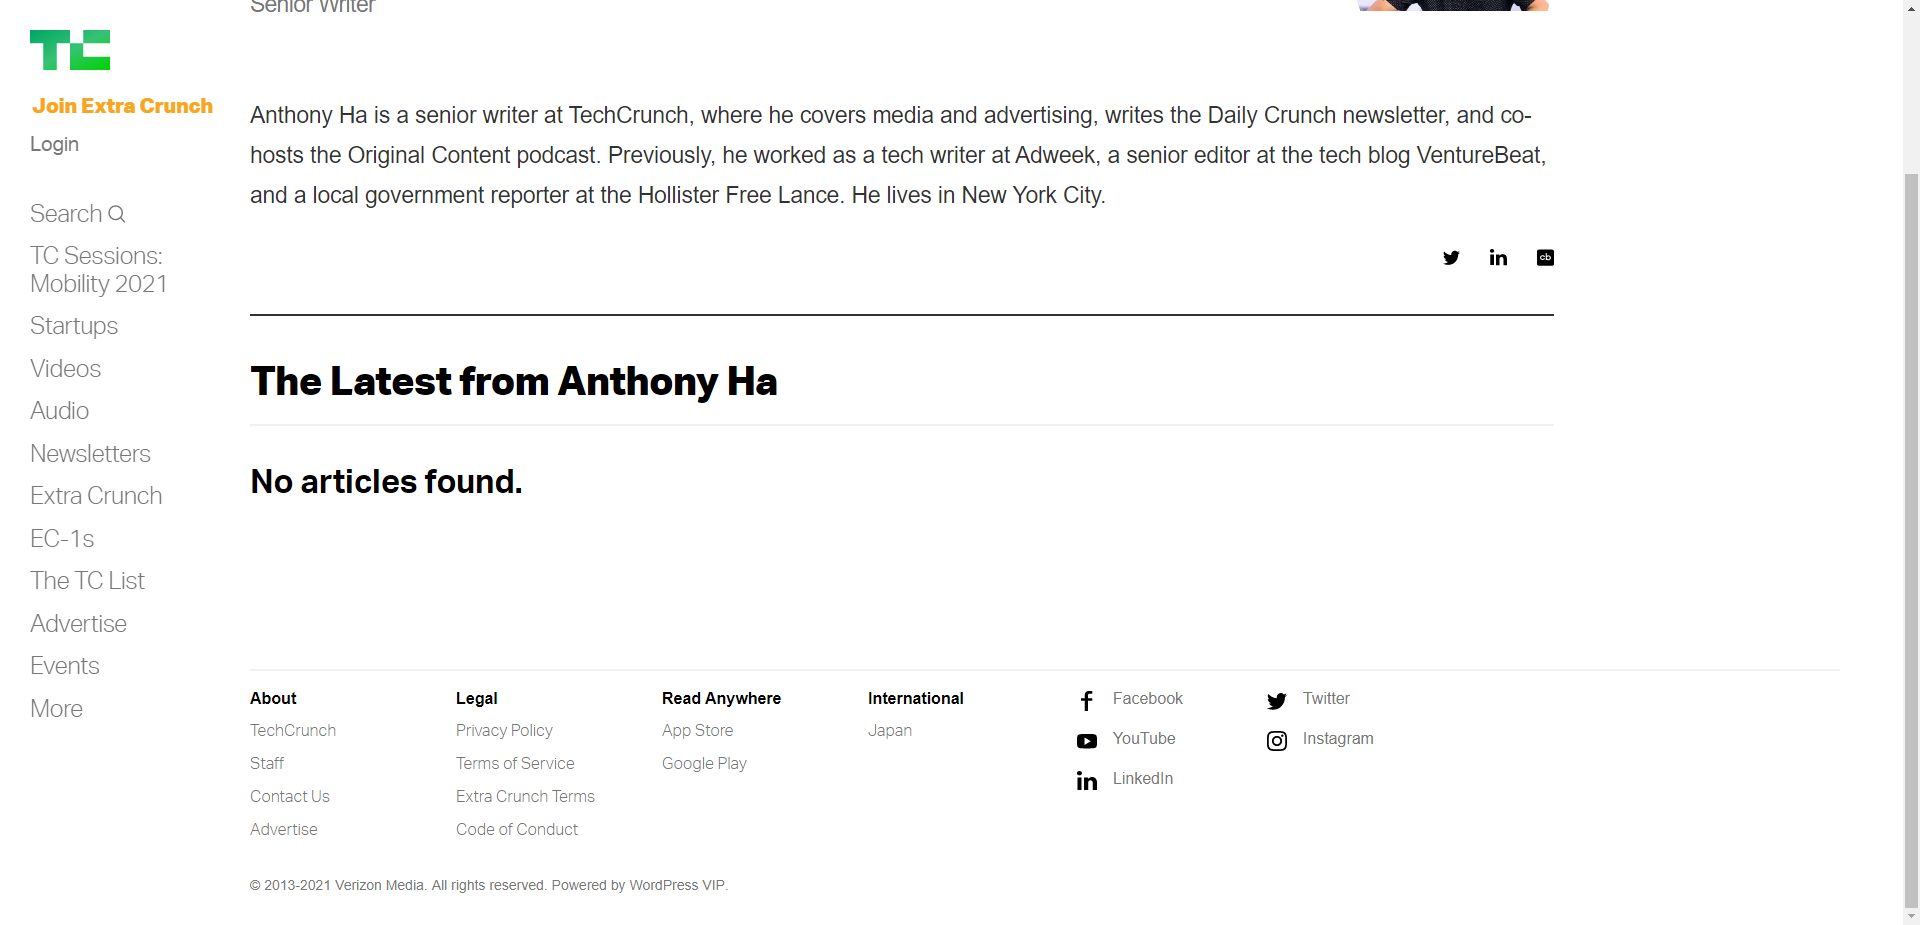 Senior Writer
TC
Join Extra Crunch
Login
Search
TC Sessions:
Mobility 2021
Startups
Videos
Audio
Newsletters
Extra Crunch
EC-1s
The TC List
Advertise
Events
More
Anthony Ha is a senior writer at TechCrunch, where he covers media and advertising, writes the Daily Crunch newsletter, and co-
hosts the Original Content podcast. Previously, he worked as a tech writer at Adweek, a senior editor at the tech blog VentureBeat,
and a local government reporter at the Hollister Free Lance. He lives in New York City.
in
cb
The Latest from Anthony Ha
No articles found.
About
TechCrunch
Staff
Contact Us
Advertise
Legal
Privacy Policy
Terms of Service
Extra Crunch Terms
Code of Conduct
Read Anywhere
App Store
Google Play
International
Japan
Facebook
YouTube
in LinkedIn
Twitter
Instagram
© 2013-2021 Verizon Media. All rights reserved. Powered by WordPress VIP.